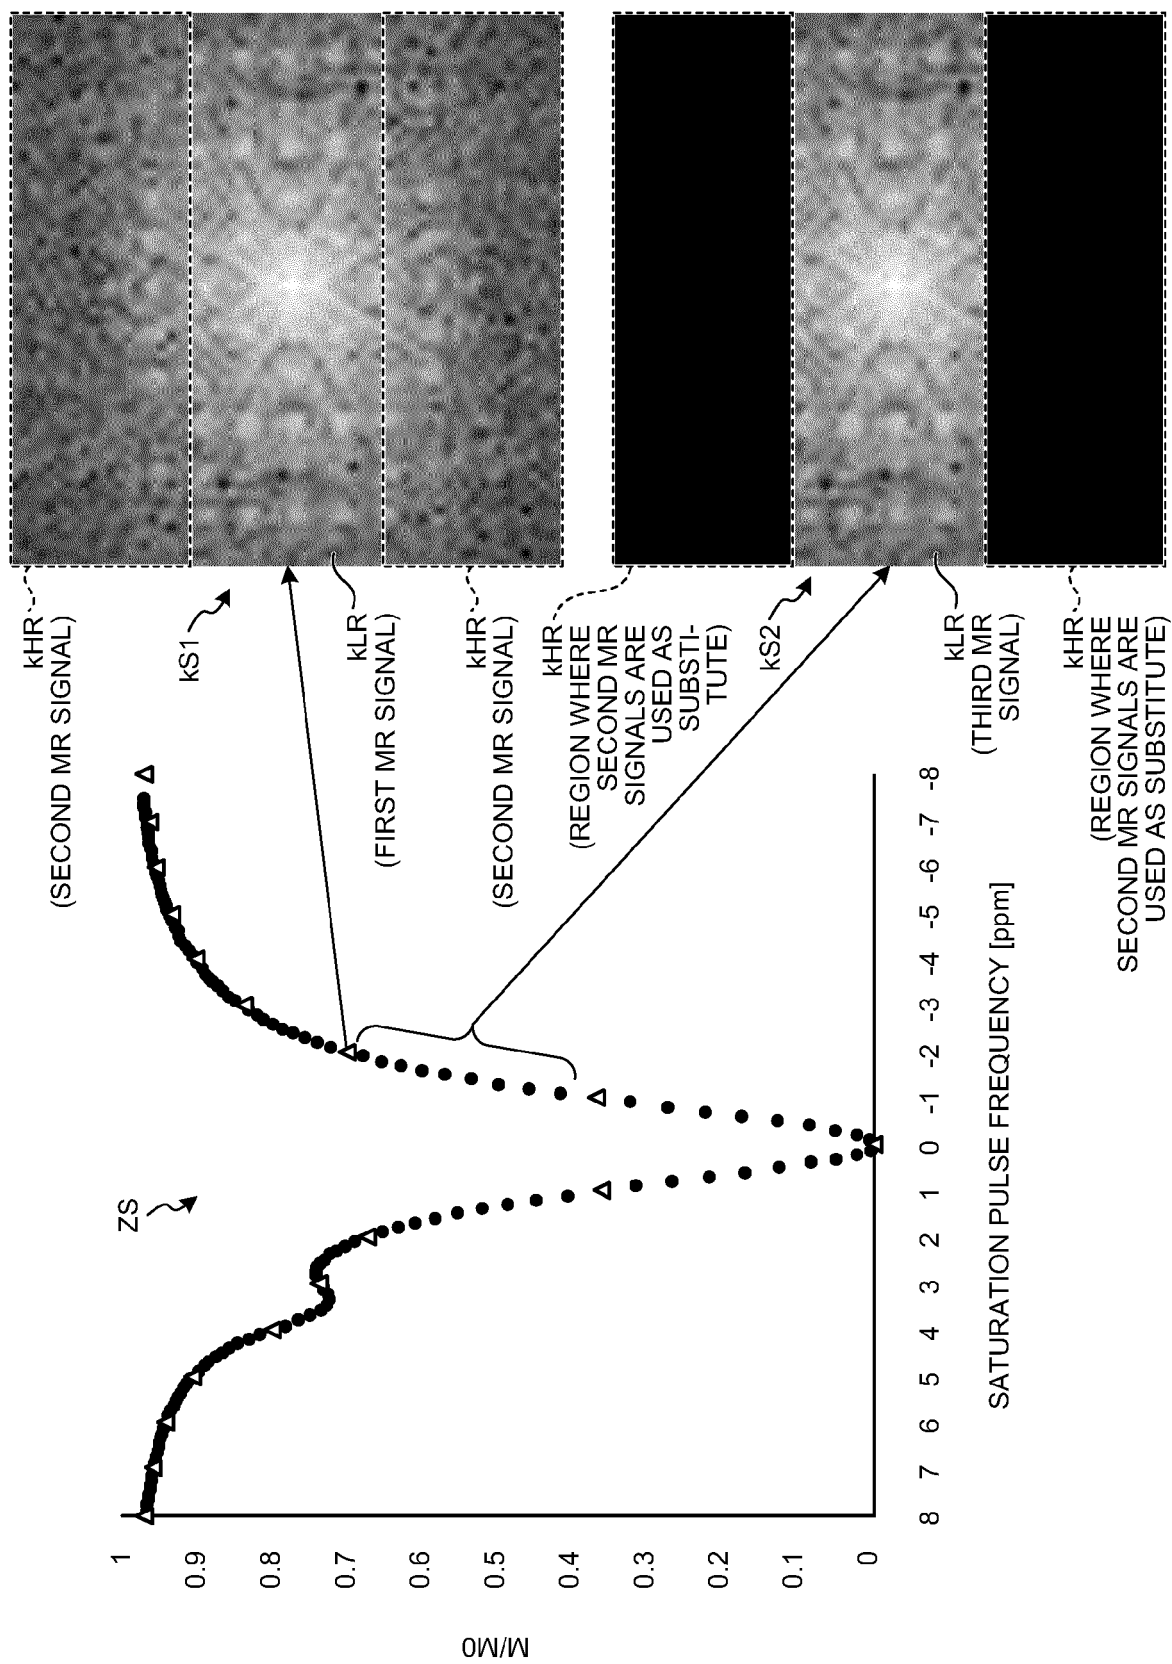 M/M0
1
0.9
0.8
0.7
0.6
0.5
0.4
0.3
0.2
0.1
0
8
7
6
5
4
3
2
1
0
-1
-2
-3
-4
-5
-6
-7
-8
SATURATION PULSE FREQUENCY [ppm]
ZS
kHR
(SECOND MR SIGNAL)
kS1
kLR
(FIRST MR SIGNAL)
kHR
(SECOND MR SIGNAL)
kHR
(REGION WHERE
SECOND MR
SIGNALS ARE
USED AS
SUBSTI-
TUTE)
kS2
kLR
(THIRD MR
SIGNAL)
kHR
(REGION WHERE
SECOND MR SIGNALS ARE
USED AS SUBSTITUTE)